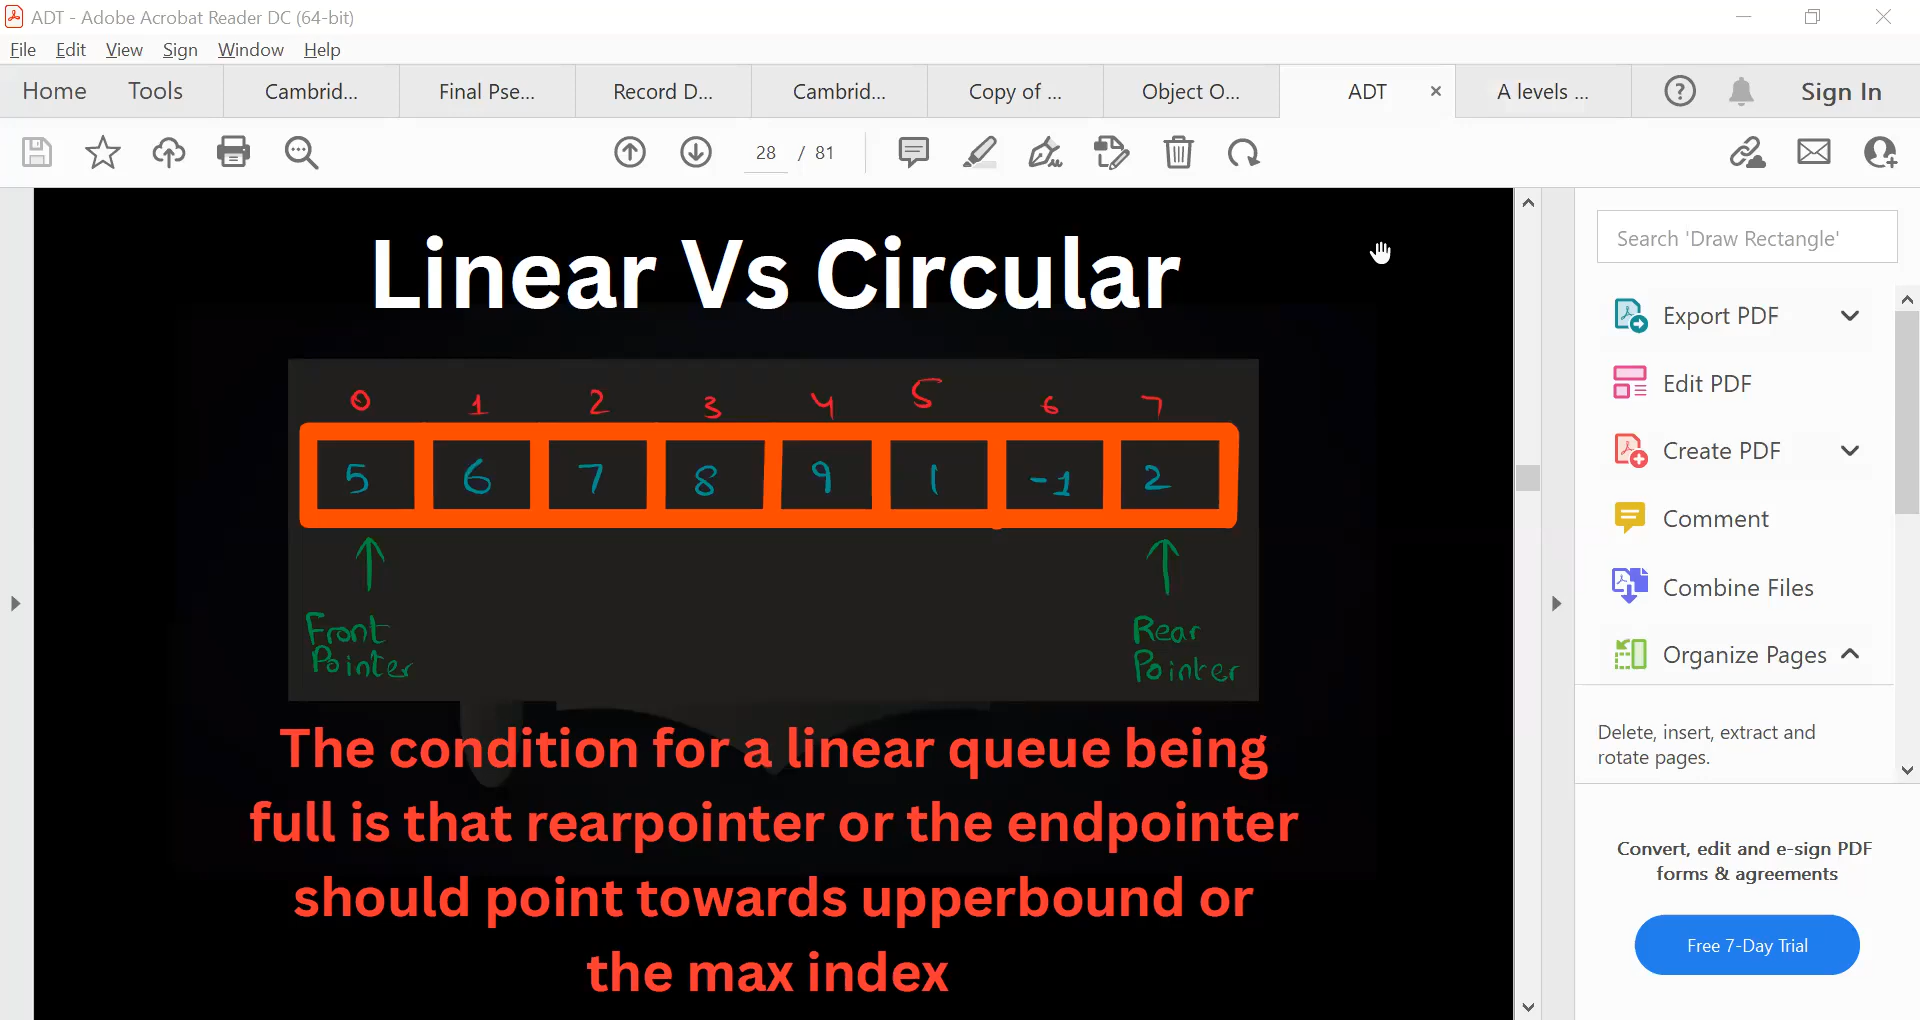 ADT - Adobe Acrobat Reader DC (64-bit)
File Edit View Sign Window Help
Home Tools Cambrid... Final Pse... Record D... Cambrid... Copy of ... Object O... ADT × A levels ... Sign In
28 / 81
Linear Vs Circular
0 1 2 3 4 5 6 7
5 6 7 8 9 1 -1 2
Front
Pointer
Rear
Pointer
The condition for a linear queue being
full is that rearpointer or the endpointer
should point towards upperbound or
the max index
Search 'Draw Rectangle'
Export PDF
Edit PDF
Create PDF
Comment
Combine Files
Organize Pages
Delete, insert, extract and
rotate pages.
Convert, edit and e-sign PDF
forms & agreements
Free 7-Day Trial